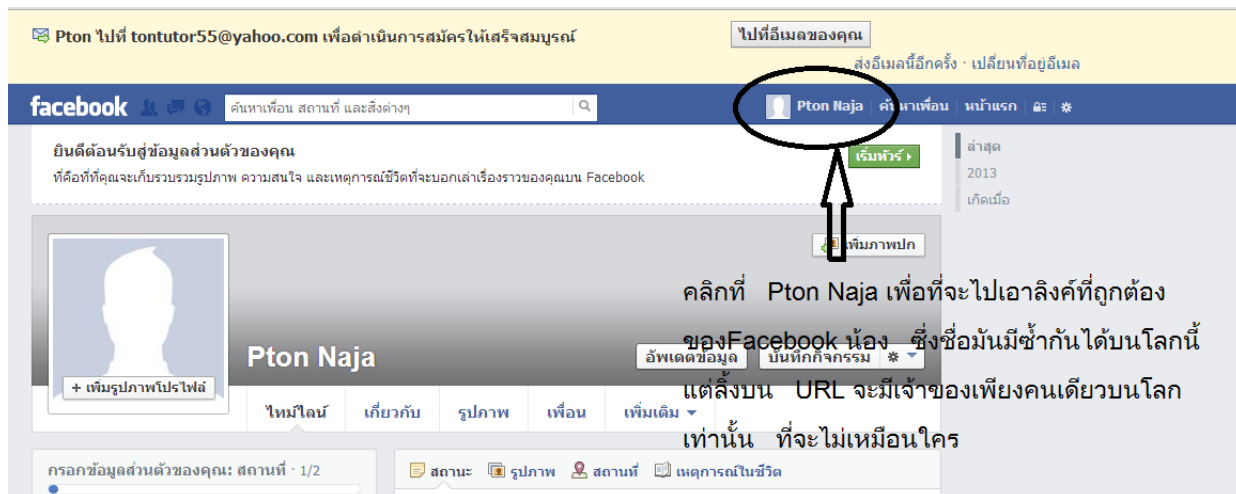 Pton ไปที่ tontutor55@yahoo.com เพื่อดำเนินการสมัครให้เสร็จสมบูรณ์
ไปที่อีเมลของคุณ
ส่งอีเมลนี้อีกครั้ง · เปลี่ยนที่อยู่อีเมล
facebook
ค้นหาเพื่อน สถานที่ และสิ่งต่างๆ
Pton Naja ค้นหาเพื่อน หน้าแรก
ยินดีต้อนรับสู่ข้อมูลส่วนตัวของคุณ
ที่คือที่ที่คุณจะเก็บรวบรวมรูปภาพ ความสนใจ และเหตุการณ์ชีวิตที่จะบอกเล่าเรื่องราวของคุณบน Facebook
เริ่มทัวร์
ล่าสุด
2013
เกิดเมื่อ
เพิ่มภาพปก
คลิกที่ Pton Naja เพื่อที่จะไปเอาลิงค์ที่ถูกต้อง
ของFacebook น้อง ซึ่งชื่อมันมีซ้ำกันได้บนโลกนี้
แต่ลิ้งบน URL จะมีเจ้าของเพียงคนเดียวบนโลก
เท่านั้น ที่จะไม่เหมือนใคร
Pton Naja
อัพเดตข้อมูล
บันทึกกิจกรรม
+ เพิ่มรูปภาพโปรไฟล์
ไทม์ไลน์ เกี่ยวกับ รูปภาพ เพื่อน เพิ่มเติม
กรอกข้อมูลส่วนตัวของคุณ: สถานที่ · 1/2
สถานะ รูปภาพ สถานที่ เหตุการณ์ในชีวิต